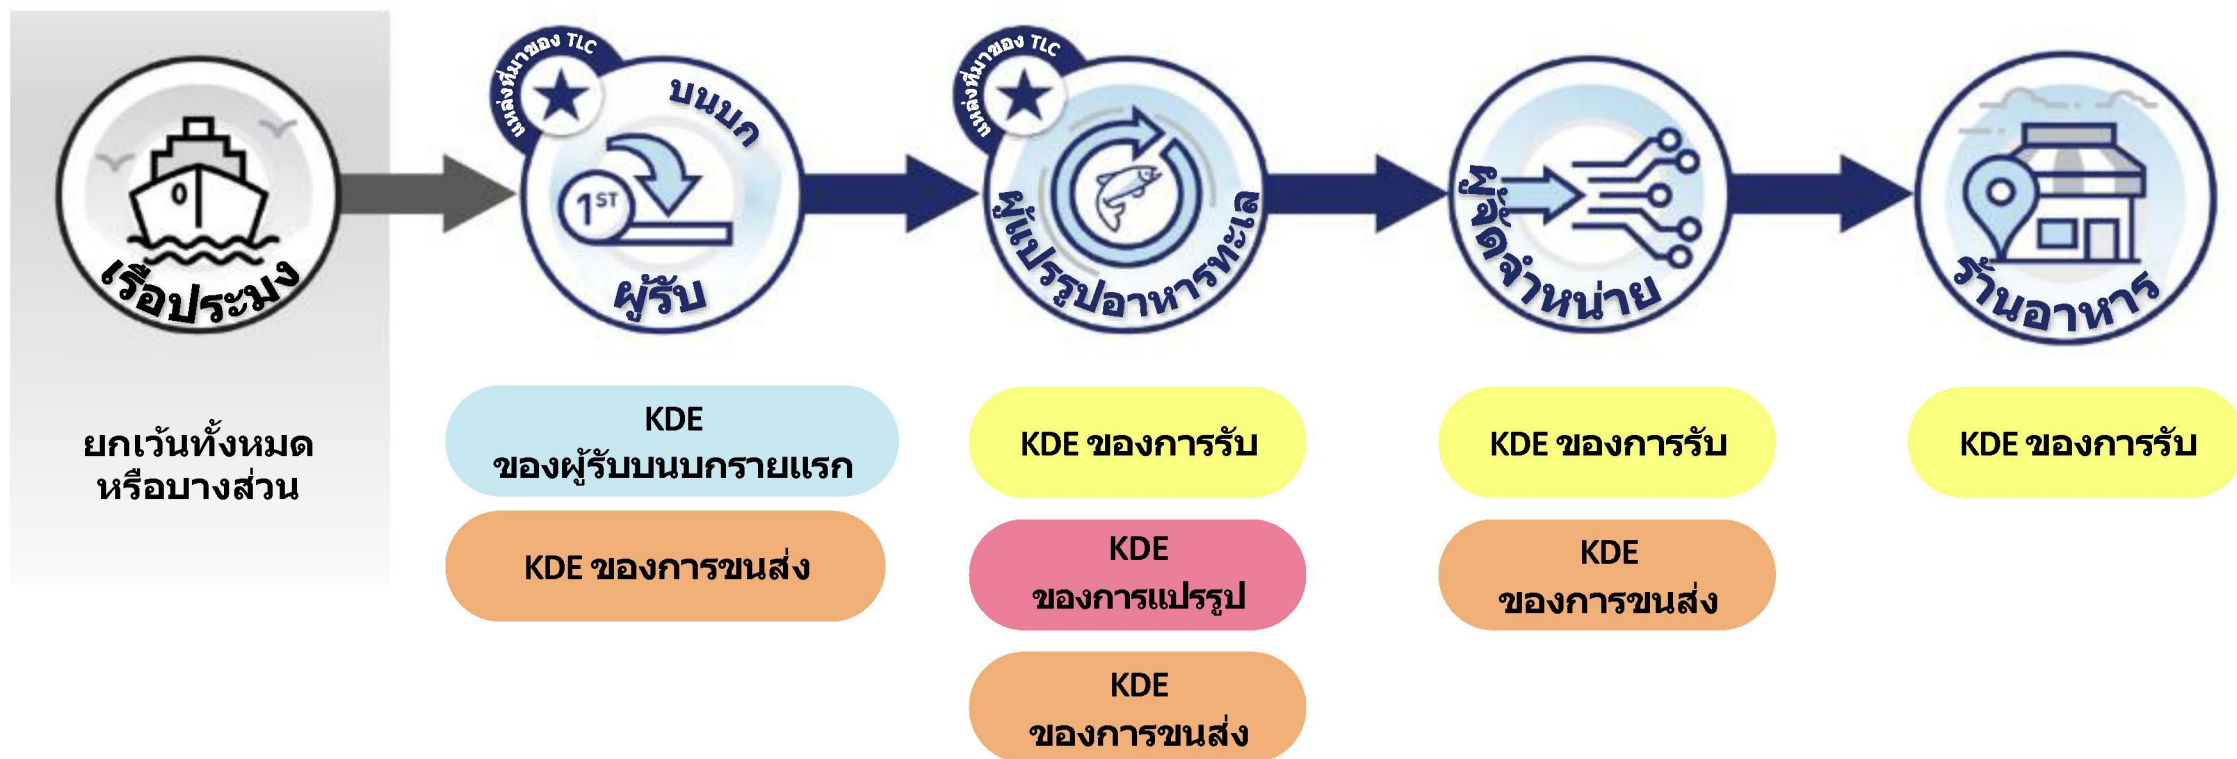 แหล่งที่มาของ TLC
แหล่งที่มาของ TLC
บนบก
1ST
เรือประมง
ผู้รับ
ผู้แปรรูปอาหารทะเล
ผู้จัดจำหน่าย
ร้านอาหาร
ยกเว้นทั้งหมด
หรือบางส่วน
KDE
ของผู้รับบนบกรายแรก
KDE ของการขนส่ง
KDE ของการรับ
KDE
ของการแปรรูป
KDE
ของการขนส่ง
KDE ของการรับ
KDE
ของการขนส่ง
KDE ของการรับ